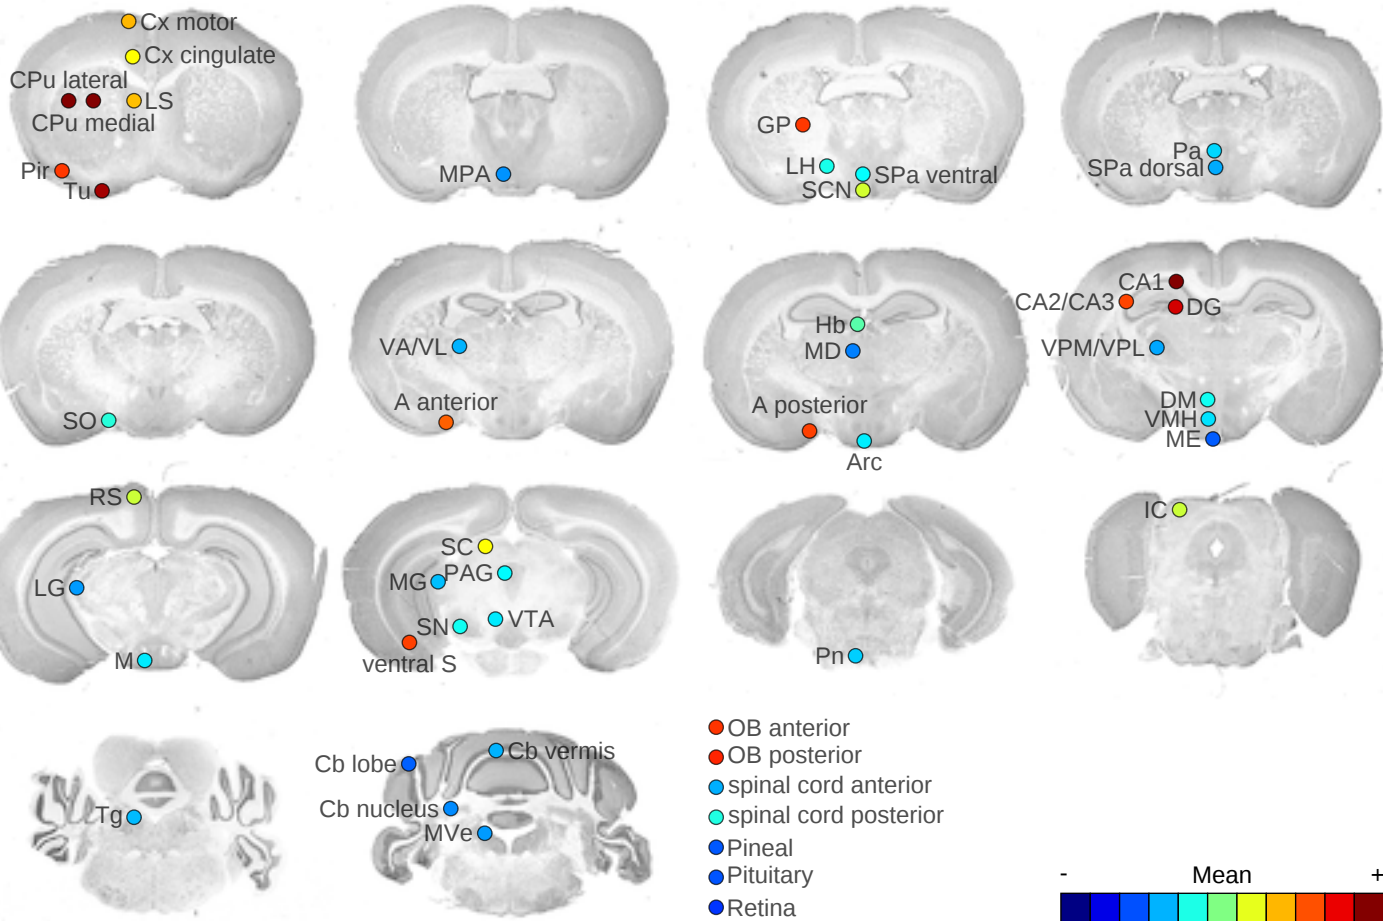 Cx motor
Cx cingulate
CPu lateral
LS
CPu medial
Pir
Tu
MPA
GP
LH
SPa ventral
SCN
Pa
SPa dorsal
SO
VA/VL
A anterior
Hb
MD
A posterior
Arc
CA1
CA2/CA3
DG
VPM/VPL
DM
VMH
ME
RS
LG
M
SC
MG
PAG
SN
VTA
ventral S
Pn
IC
Tg
Cb lobe
Cb vermis
Cb nucleus
MVe
OB anterior
OB posterior
spinal cord anterior
spinal cord posterior
Pineal
Pituitary
Retina
- Mean +